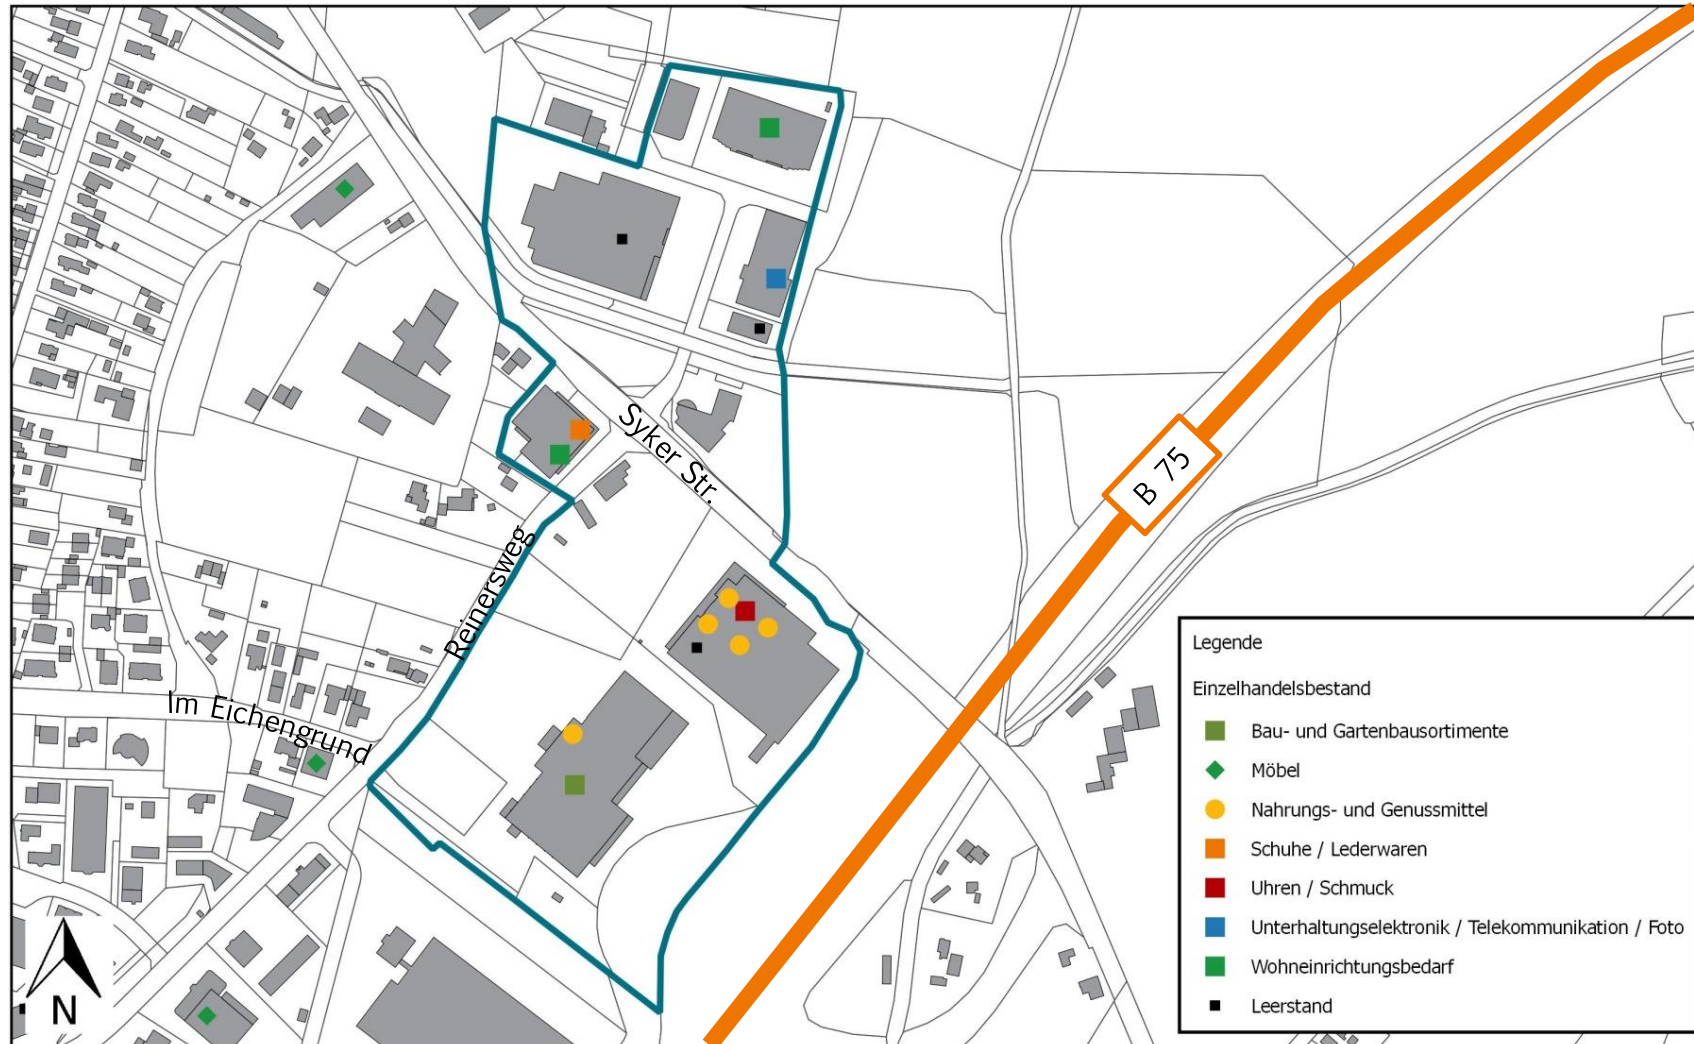 Syker Str.
B 75
Reinersweg
Im Eichengrund
N
Legende
Einzelhandelsbestand
Bau- und Gartenbausortimente
Möbel
Nahrungs- und Genussmittel
Schuhe / Lederwaren
Uhren / Schmuck
Unterhaltungselektronik / Telekommunikation / Foto
Wohneinrichtungsbedarf
Leerstand